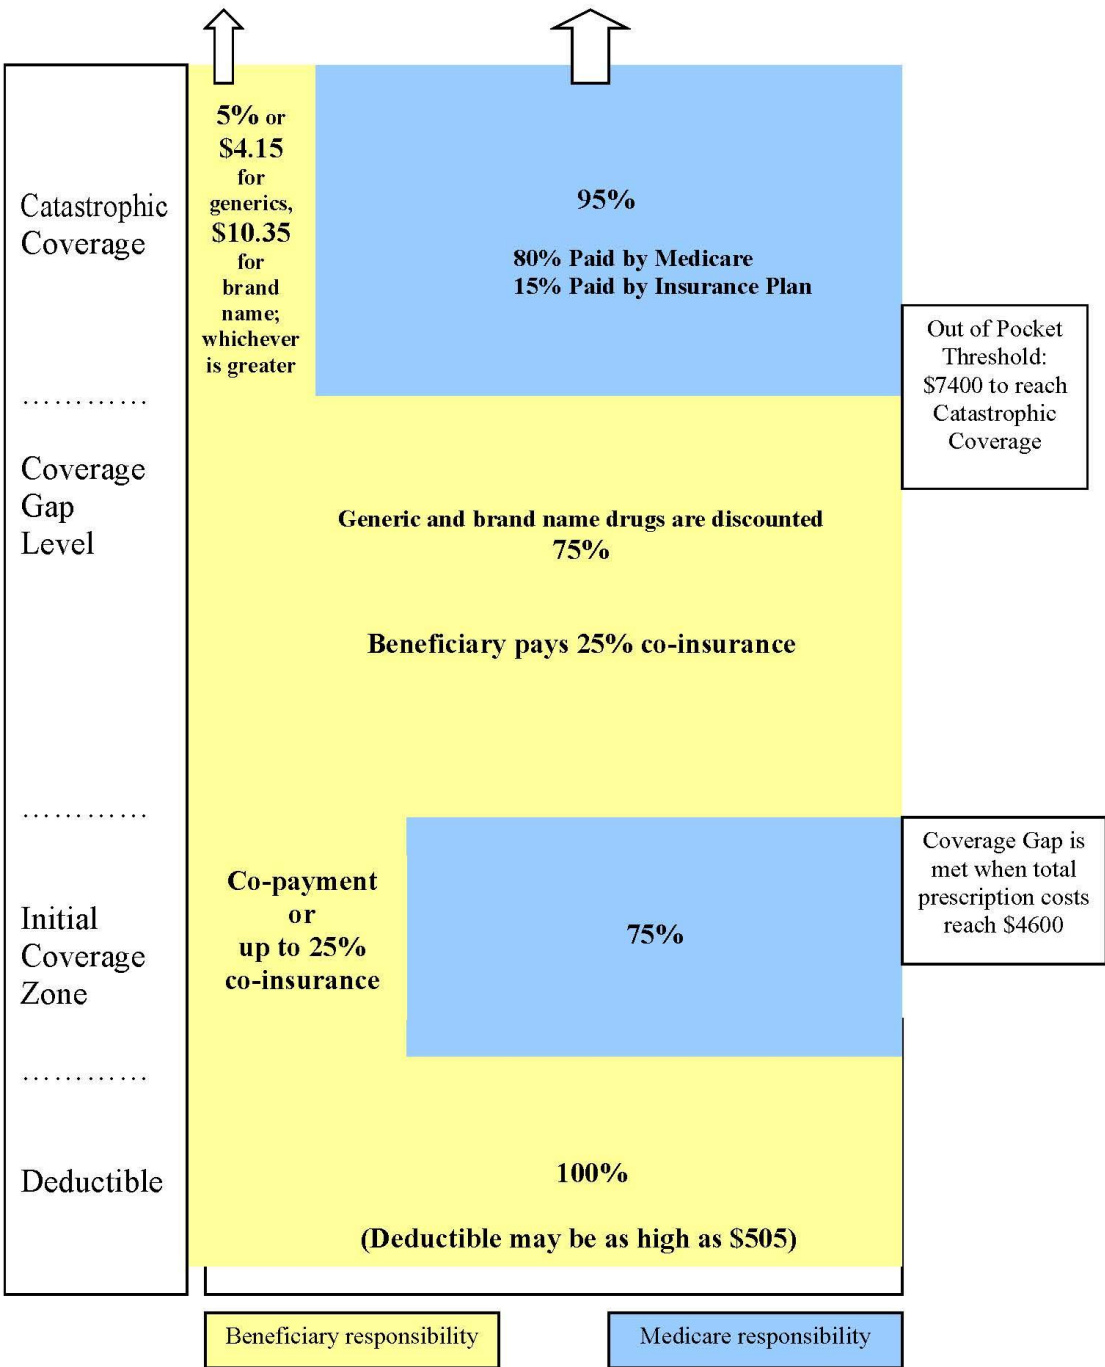 Catastrophic
Coverage
…………
Coverage
Gap
Level
…………
Initial
Coverage
Zone
…………
Deductible
5% or
$4.15
for
generics,
$10.35
for
brand
name;
whichever
is greater
95%
80% Paid by Medicare
15% Paid by Insurance Plan
Out of Pocket
Threshold:
$7400 to reach
Catastrophic
Coverage
Generic and brand name drugs are discounted
75%
Beneficiary pays 25% co-insurance
Co-payment
or
up to 25%
co-insurance
75%
Coverage Gap is
met when total
prescription costs
reach $4600
100%
(Deductible may be as high as $505)
Beneficiary responsibility
Medicare responsibility